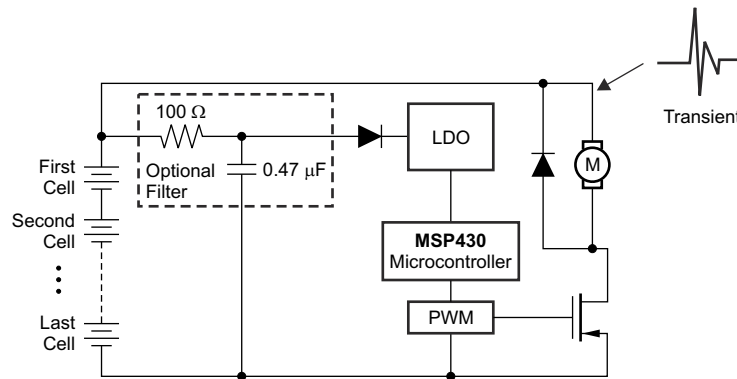 Transient
100 Ω
Optional
Filter
0.47 μF
LDO
M
First
Cell
Second
Cell
MSP430
Microcontroller
PWM
Last
Cell